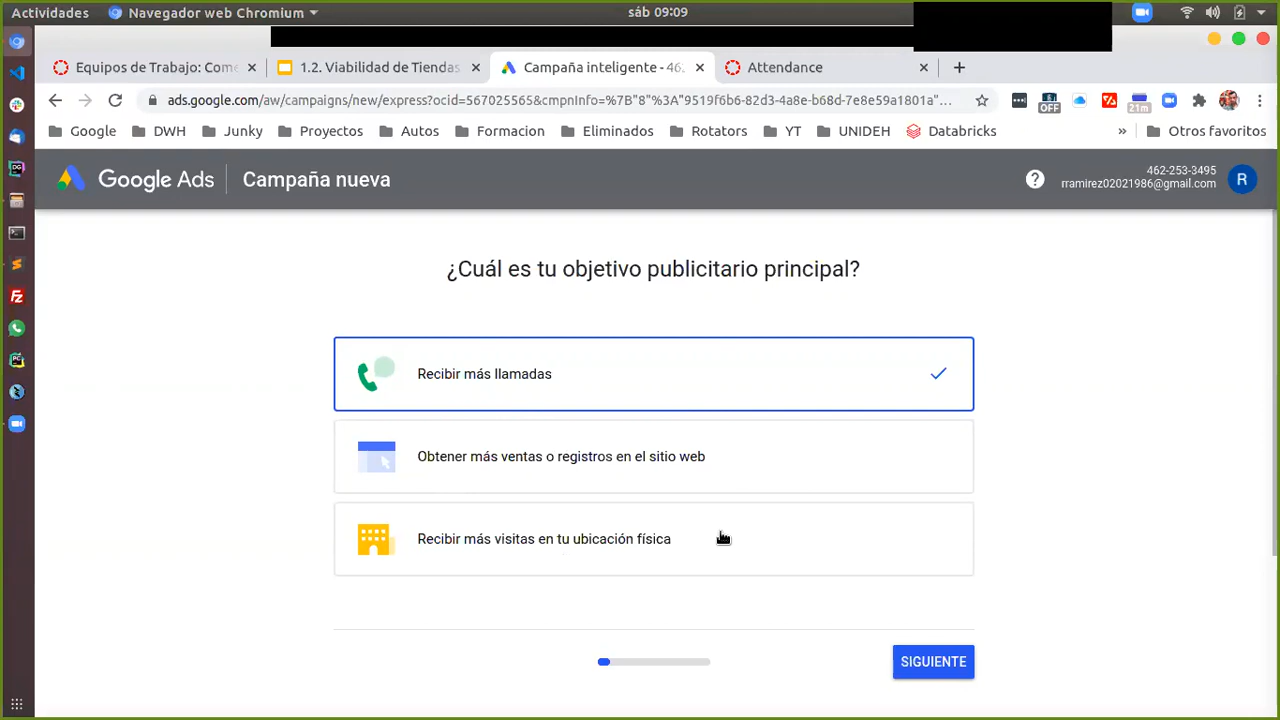 Actividades Navegador web Chromium sáb 09:09
Equipos de Trabajo: Com 1.2. Viabilidad de Tiendas Campaña inteligente - 46 Attendance
ads.google.com/aw/campaigns/new/express?ocid=567025565&cmpnInfo=%7B"8"%3A"9519f6b6-82d3-4a8e-b68d-7e8e59a1801a"… OFF 21m
Google DWH Junky Proyectos Autos Formacion Eliminados Rotators YT UNIDEH Databricks » Otros favoritos
Google Ads Campaña nueva ? 462-253-3495
rramirez02021986@gmail.com R
¿Cuál es tu objetivo publicitario principal?
Recibir más llamadas
Obtener más ventas o registros en el sitio web
Recibir más visitas en tu ubicación física
SIGUIENTE